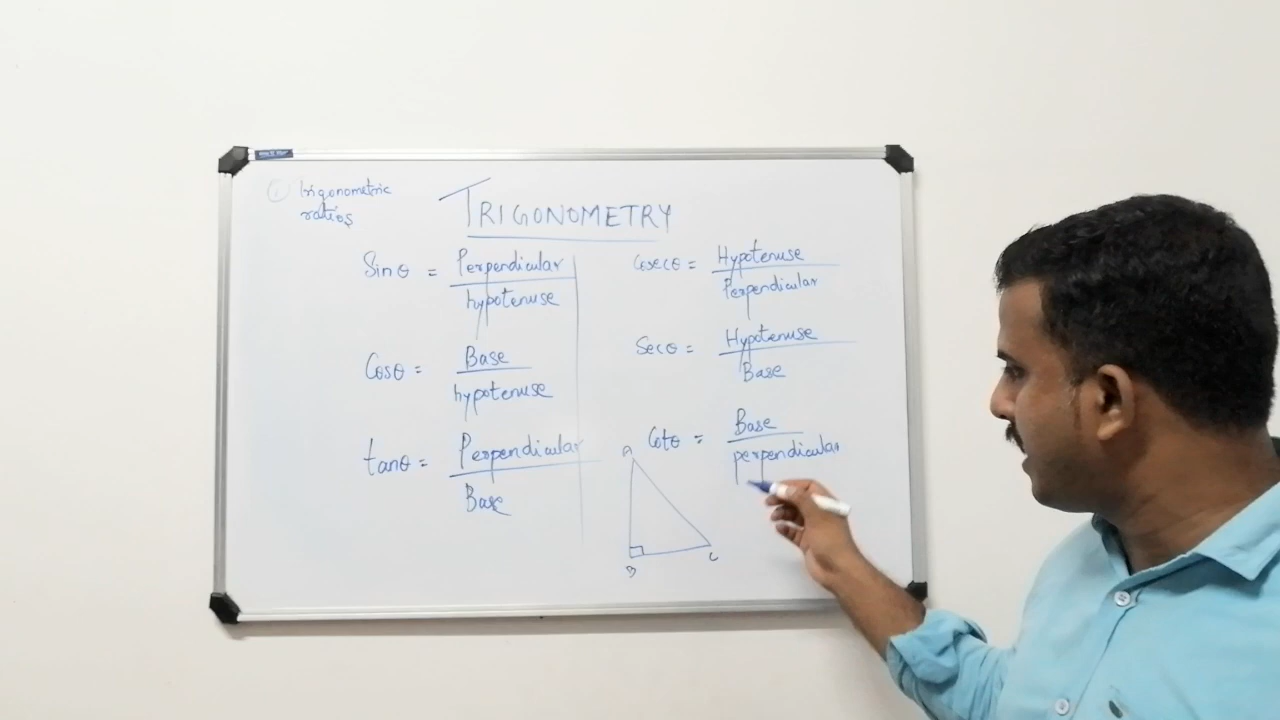 ① Trigonometric
ratios
TRIGONOMETRY
Sinθ = Perpendicular
hypotenuse
Cosecθ = Hypotenuse
Perpendicular
Cosθ = Base
hypotenuse
Secθ = Hypotenuse
Base
tanθ = Perpendicular
Base
Cotθ = Base
perpendicular
A
B
C